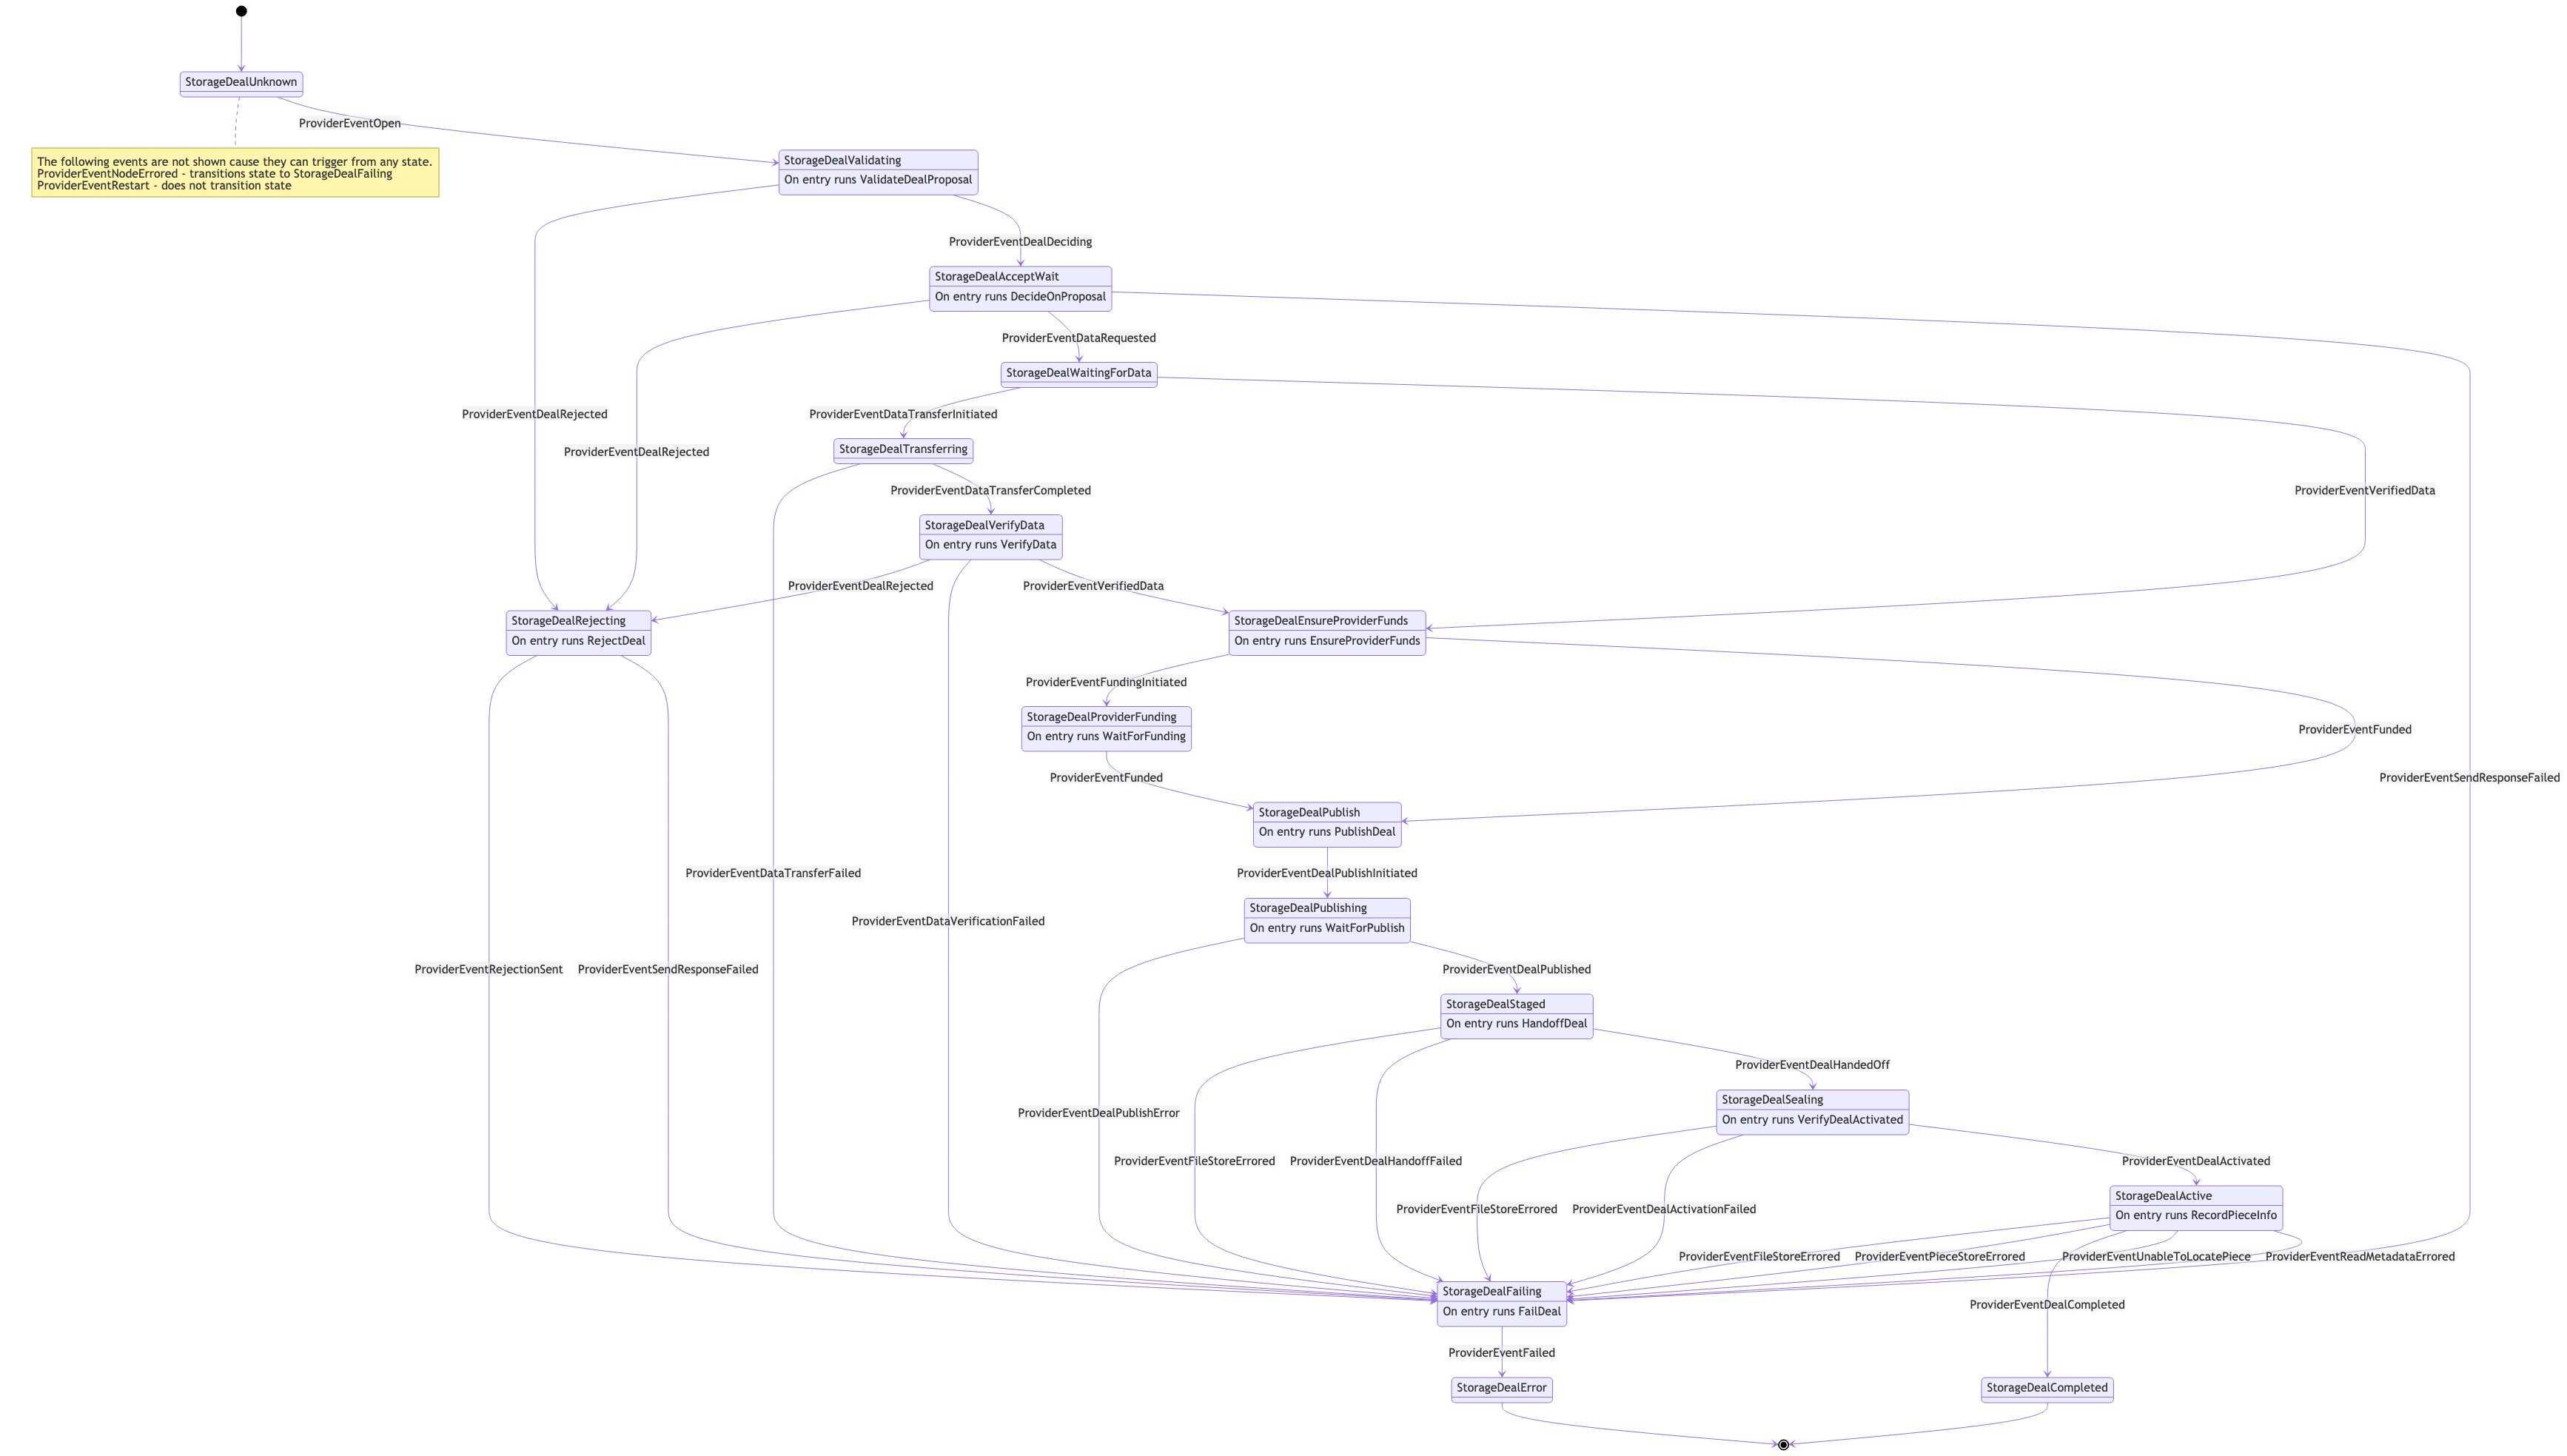 StorageDealUnknown
ProviderEventOpen
The following events are not shown cause they can trigger from any state.
ProviderEventNodeErrored - transitions state to StorageDealFailing
ProviderEventRestart - does not transition state
StorageDealValidating
On entry runs ValidateDealProposal
ProviderEventDealDeciding
StorageDealAcceptWait
On entry runs DecideOnProposal
ProviderEventDataRequested
StorageDealWaitingForData
ProviderEventDealRejected
ProviderEventDataTransferInitiated
ProviderEventDealRejected
StorageDealTransferring
ProviderEventDataTransferCompleted
ProviderEventVerifiedData
StorageDealVerifyData
On entry runs VerifyData
ProviderEventDealRejected
ProviderEventVerifiedData
StorageDealRejecting
On entry runs RejectDeal
StorageDealEnsureProviderFunds
On entry runs EnsureProviderFunds
ProviderEventFundingInitiated
StorageDealProviderFunding
On entry runs WaitForFunding
ProviderEventFunded
ProviderEventFunded
ProviderEventSendResponseFailed
StorageDealPublish
On entry runs PublishDeal
ProviderEventDataTransferFailed
ProviderEventDealPublishInitiated
StorageDealPublishing
On entry runs WaitForPublish
ProviderEventDataVerificationFailed
ProviderEventRejectionSent
ProviderEventSendResponseFailed
ProviderEventDealPublished
StorageDealStaged
On entry runs HandoffDeal
ProviderEventDealHandedOff
StorageDealSealing
On entry runs VerifyDealActivated
ProviderEventDealPublishError
ProviderEventFileStoreErrored
ProviderEventDealHandoffFailed
ProviderEventDealActivated
StorageDealActive
On entry runs RecordPieceInfo
ProviderEventFileStoreErrored
ProviderEventDealActivationFailed
ProviderEventFileStoreErrored
ProviderEventPieceStoreErrored
ProviderEventUnableToLocatePiece
ProviderEventReadMetadataErrored
StorageDealFailing
On entry runs FailDeal
ProviderEventDealCompleted
ProviderEventFailed
StorageDealError
StorageDealCompleted